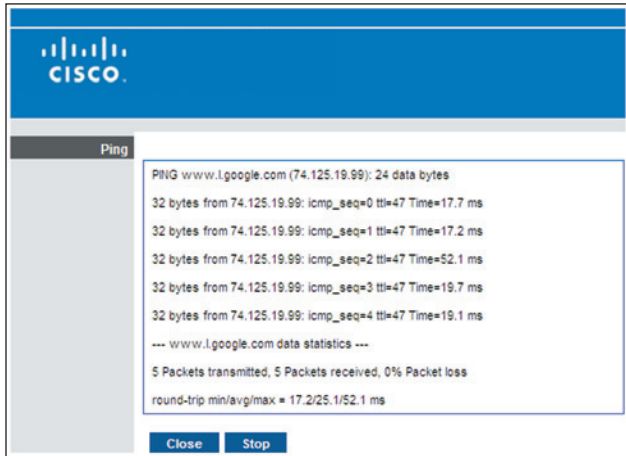 CISCO.
Ping
PING www.l.google.com (74.125.19.99): 24 data bytes
32 bytes from 74.125.19.99: icmp_seq=0 ttl=47 Time=17.7 ms
32 bytes from 74.125.19.99: icmp_seq=1 ttl=47 Time=17.2 ms
32 bytes from 74.125.19.99: icmp_seq=2 ttl=47 Time=52.1 ms
32 bytes from 74.125.19.99: icmp_seq=3 ttl=47 Time=19.7 ms
32 bytes from 74.125.19.99: icmp_seq=4 ttl=47 Time=19.1 ms
--- www.l.google.com data statistics ---
5 Packets transmitted, 5 Packets received, 0% Packet loss
round-trip min/avg/max = 17.2/25.1/52.1 ms
Close Stop